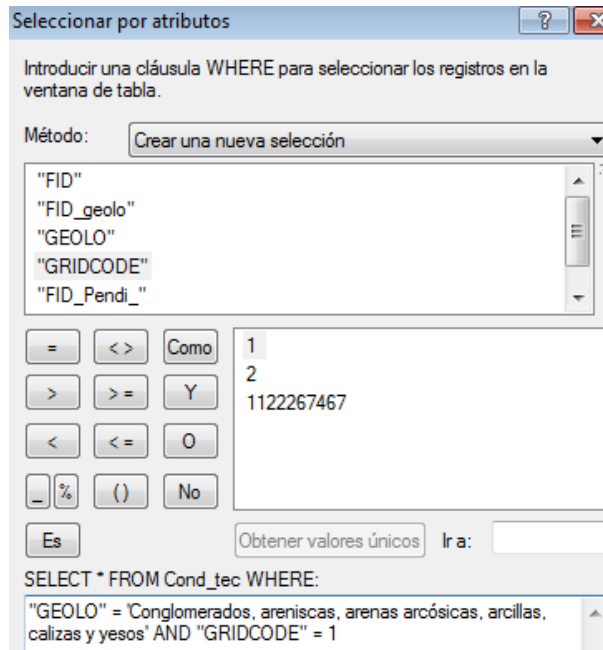 Seleccionar por atributos
Introducir una cláusula WHERE para seleccionar los registros en la
ventana de tabla.
Método: Crear una nueva selección
"FID"
"FID_geolo"
"GEOLO"
"GRIDCODE"
"FID_Pendi_"
= <> Como
> >= Y
< <= O
_ % () No
Es
1
2
1122267467
Obtener valores únicos Ir a:
SELECT * FROM Cond_tec WHERE:
"GEOLO" = 'Conglomerados, areniscas, arenas arcósicas, arcillas,
calizas y yesos' AND "GRIDCODE" = 1